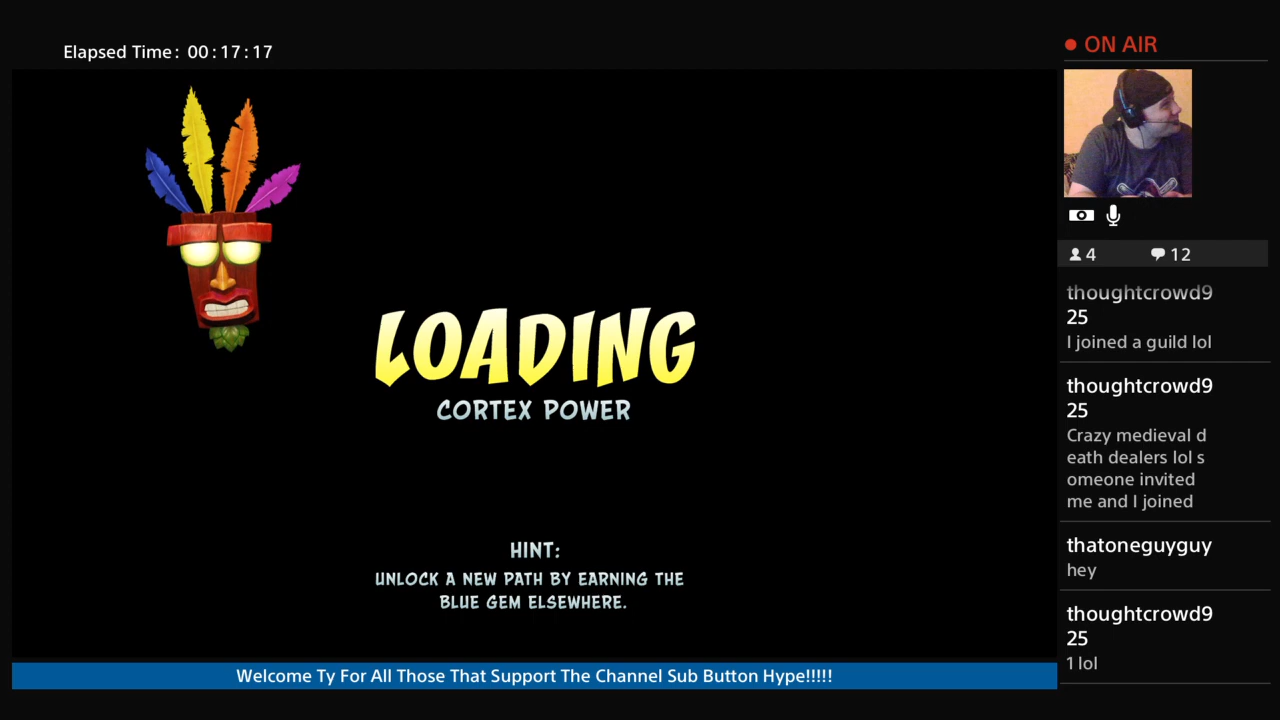 Elapsed Time: 00:17:17
ON AIR
4 12
LOADING
CORTEX POWER
HINT:
UNLOCK A NEW PATH BY EARNING THE
BLUE GEM ELSEWHERE.
Welcome Ty For All Those That Support The Channel Sub Button Hype!!!!!
thoughtcrowd9
25
I joined a guild lol
thoughtcrowd9
25
Crazy medieval d
eath dealers lol s
omeone invited
me and I joined
thatoneguyguy
hey
thoughtcrowd9
25
1 lol